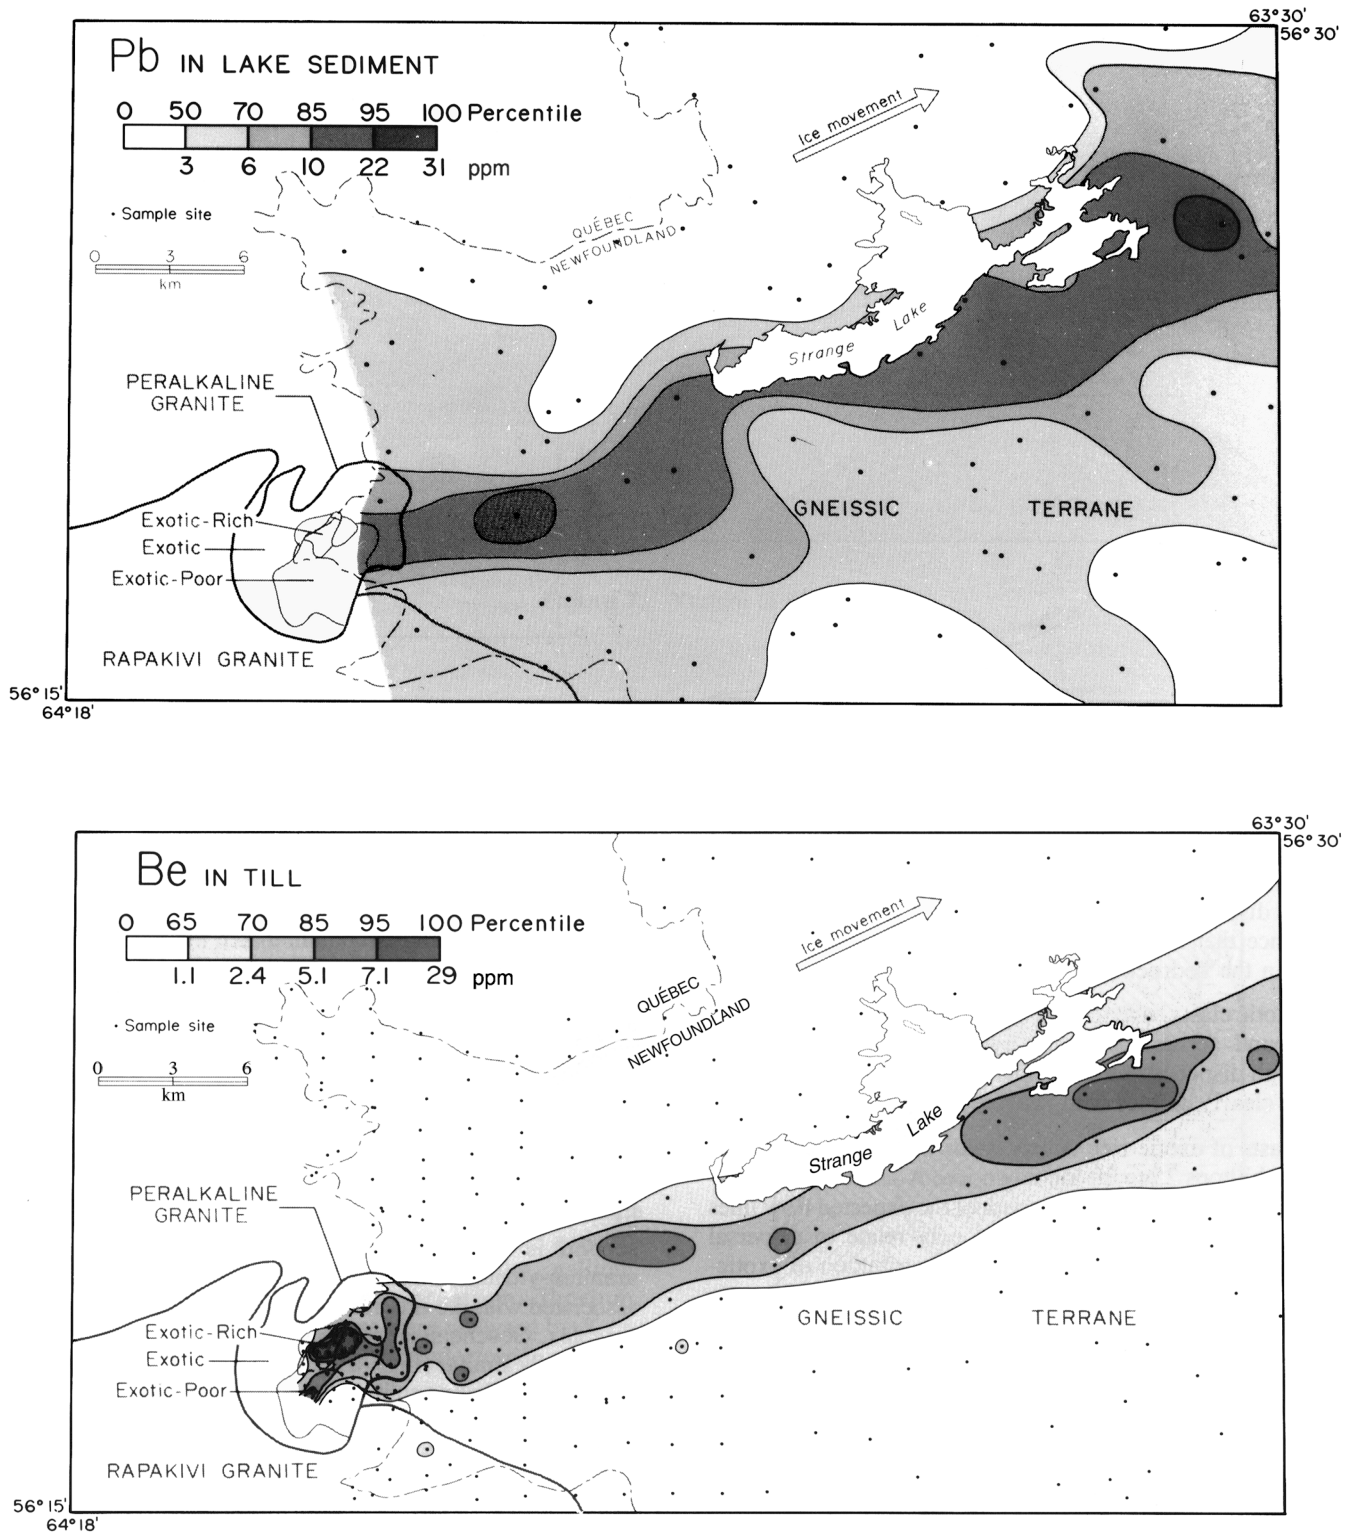 63°30'
56°30'
Pb IN LAKE SEDIMENT
0 50 70 85 95 100 Percentile
3 6 10 22 31 ppm
• Sample site
0 3 6
km
Ice movement
QUÉBEC
NEWFOUNDLAND
Strange Lake
PERALKALINE
GRANITE
Exotic-Rich
Exotic
Exotic-Poor
GNEISSIC TERRANE
RAPAKIVI GRANITE
56°15'
64°18'
63°30'
56°30'
Be IN TILL
0 65 70 85 95 100 Percentile
1.1 2.4 5.1 7.1 29 ppm
• Sample site
0 3 6
km
Ice movement
QUÉBEC
NEWFOUNDLAND
Strange Lake
PERALKALINE
GRANITE
Exotic-Rich
Exotic
Exotic-Poor
GNEISSIC TERRANE
RAPAKIVI GRANITE
56°15'
64°18'